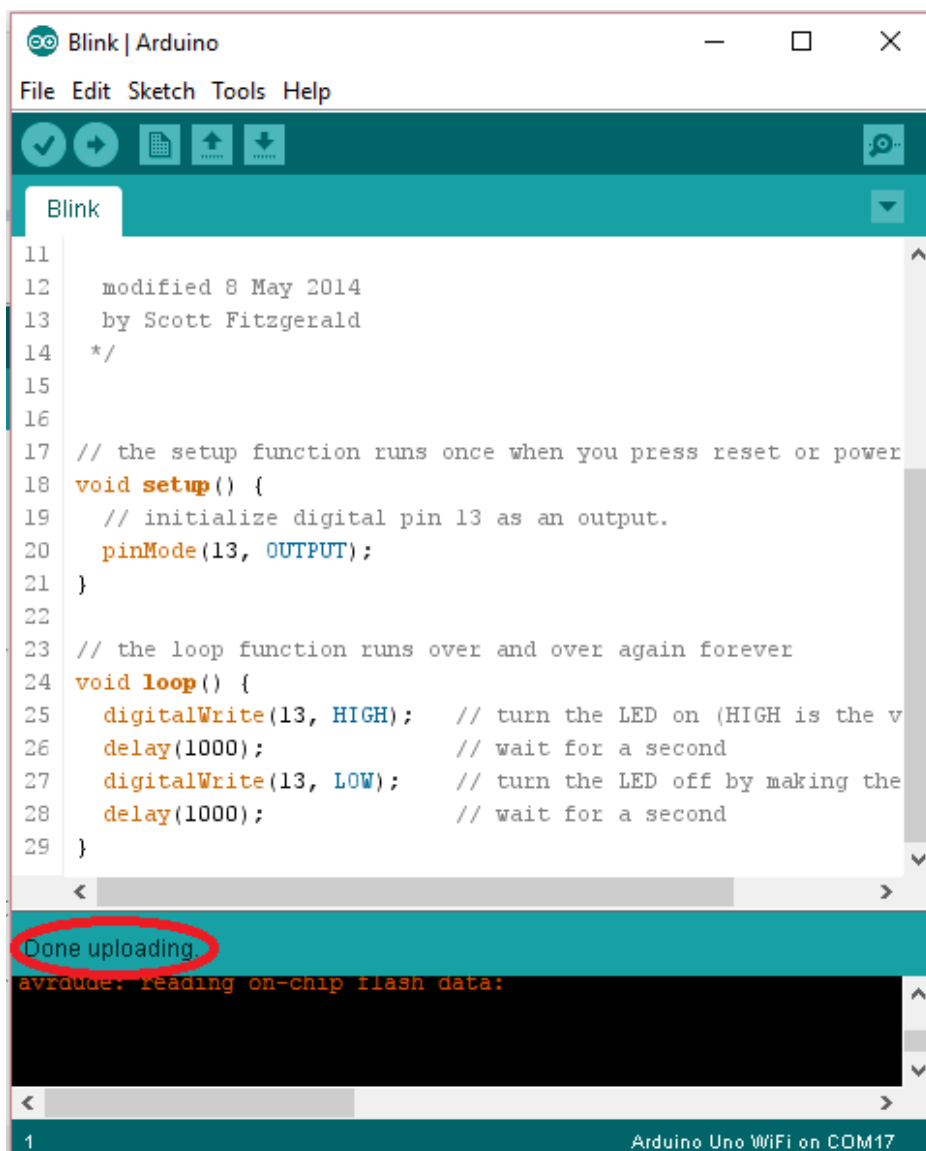 Blink | Arduino
File Edit Sketch Tools Help
Blink
11
12   modified 8 May 2014
13   by Scott Fitzgerald
14  */
15
16
17 // the setup function runs once when you press reset or power
18 void setup() {
19   // initialize digital pin 13 as an output.
20   pinMode(13, OUTPUT);
21 }
22
23 // the loop function runs over and over again forever
24 void loop() {
25   digitalWrite(13, HIGH);   // turn the LED on (HIGH is the v
26   delay(1000);              // wait for a second
27   digitalWrite(13, LOW);    // turn the LED off by making the
28   delay(1000);              // wait for a second
29 }
Done uploading.
avrdude: reading on-chip flash data:
1 Arduino Uno WiFi on COM17